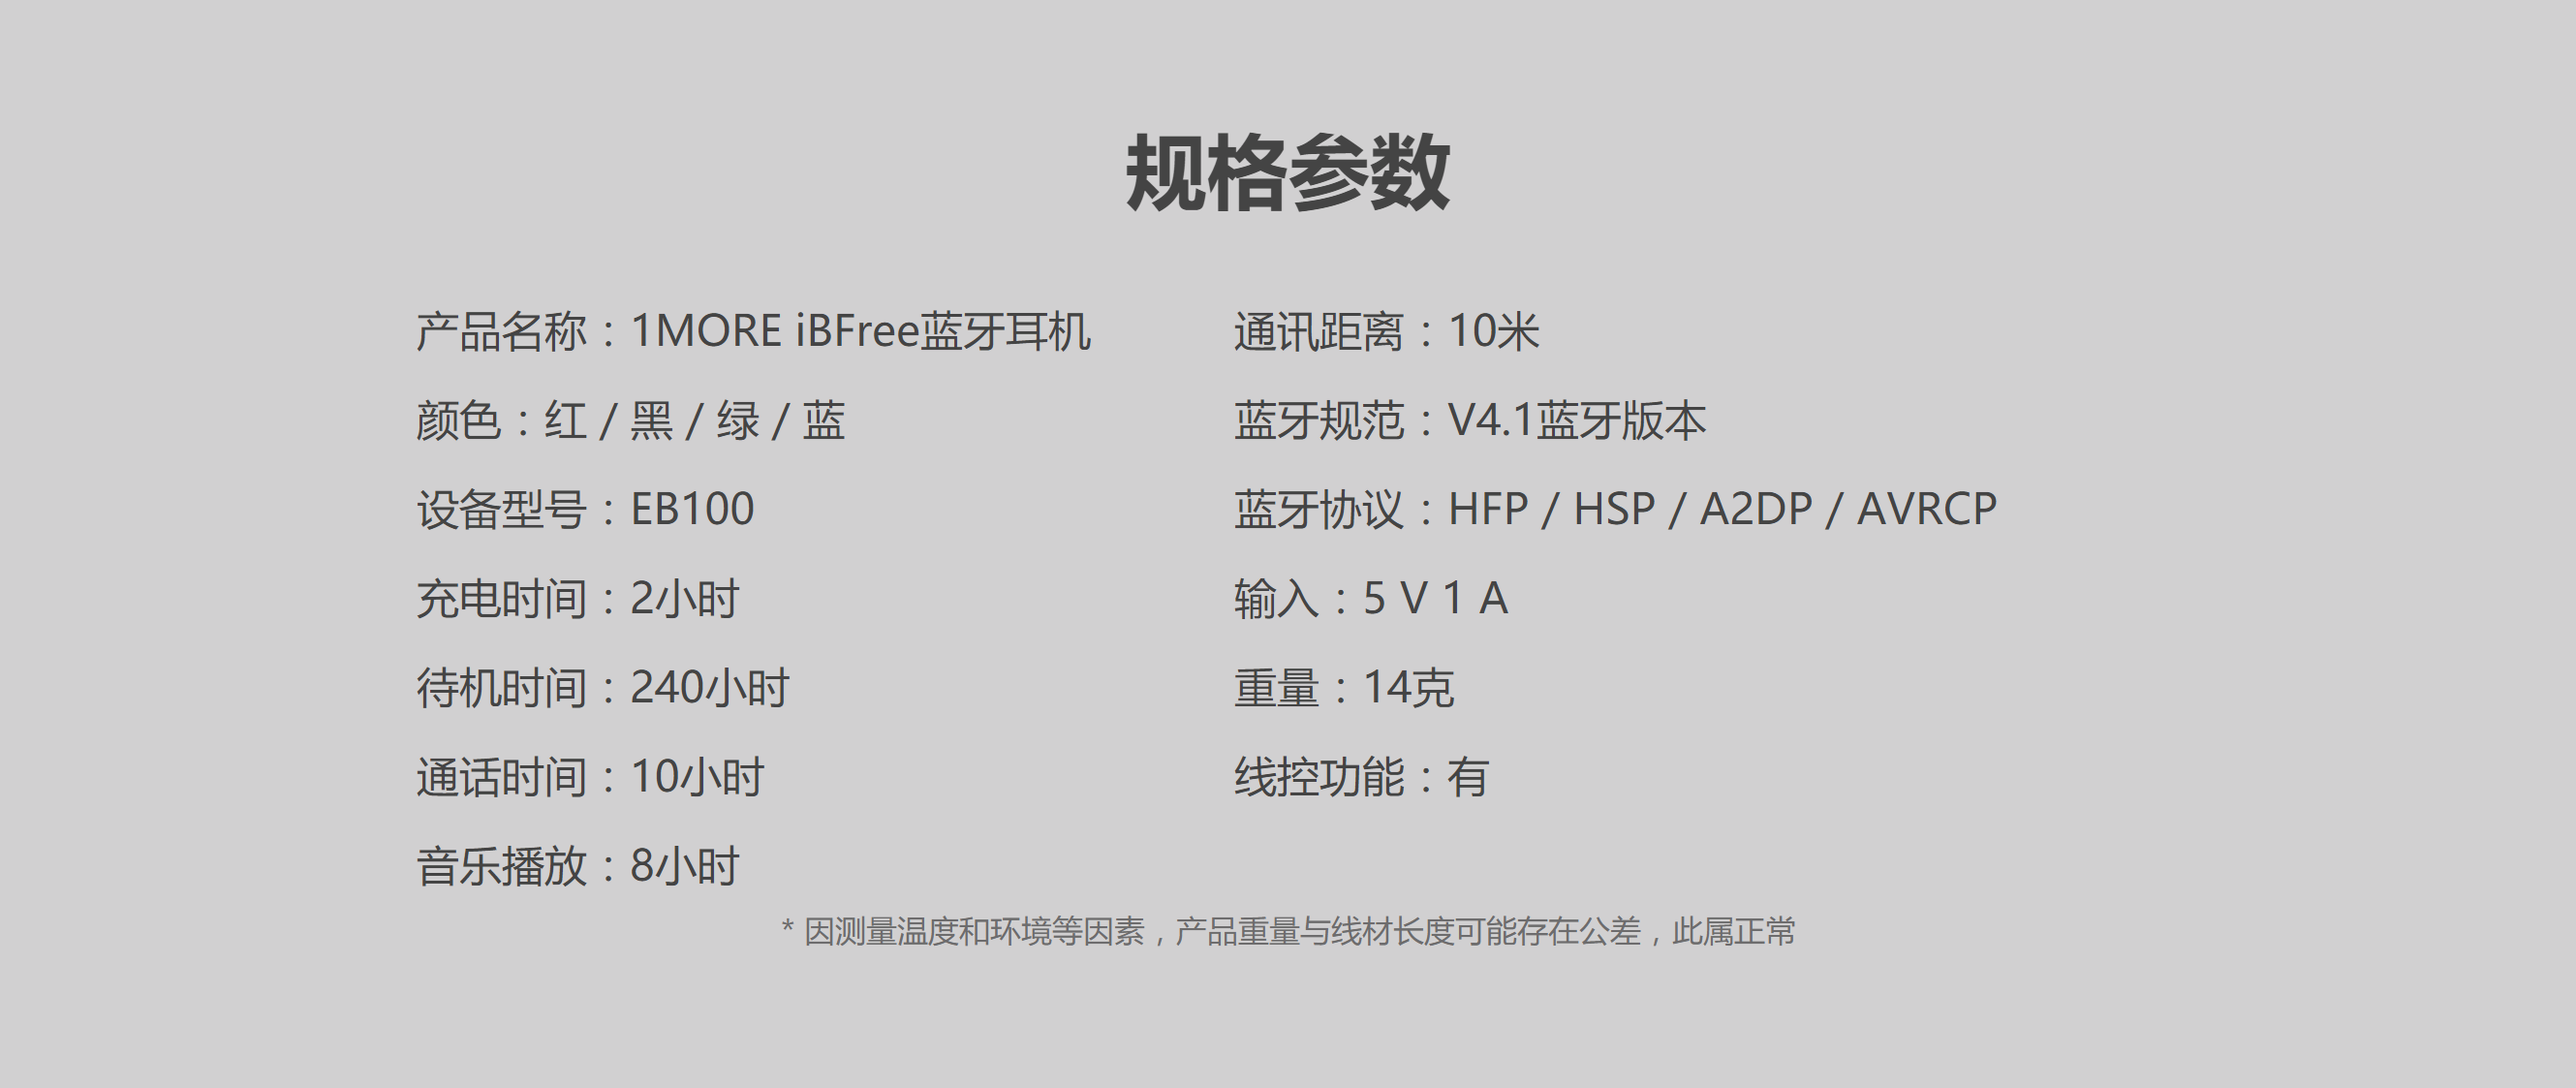 规格参数
产品名称：1MORE iBFree蓝牙耳机
颜色：红 / 黑 / 绿 / 蓝
设备型号：EB100
充电时间：2小时
待机时间：240小时
通话时间：10小时
音乐播放：8小时
通讯距离：10米
蓝牙规范：V4.1蓝牙版本
蓝牙协议：HFP / HSP / A2DP / AVRCP
输入：5 V 1 A
重量：14克
线控功能：有
* 因测量温度和环境等因素，产品重量与线材长度可能存在公差，此属正常